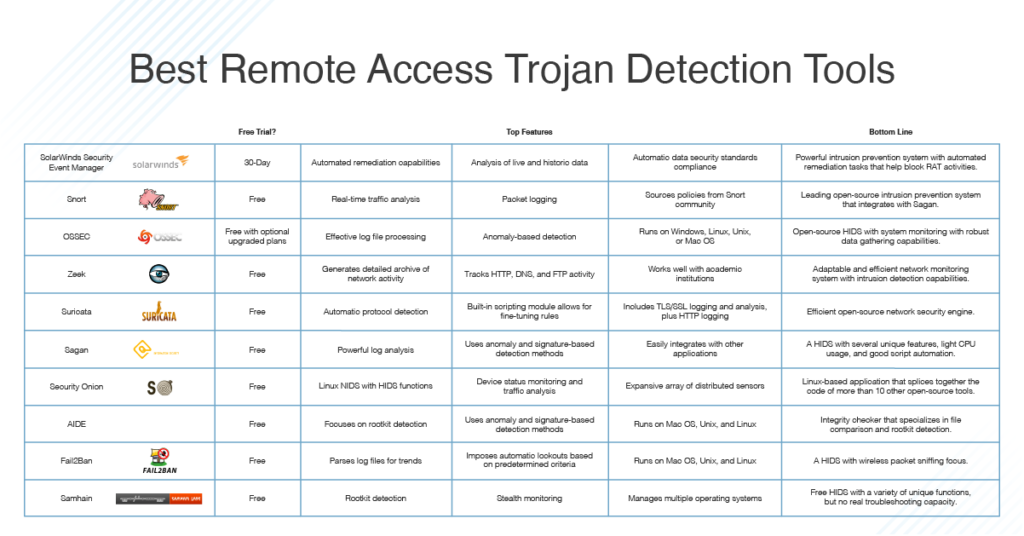 Best Remote Access Trojan Detection Tools
Free Trial?
Top Features
Bottom Line
SolarWinds Security
Event Manager
solarwinds
30-Day
Automated remediation capabilities
Analysis of live and historic data
Automatic data security standards
compliance
Powerful intrusion prevention system with automated
remediation tasks that help block RAT activities.
Snort
SNORT
Free
Real-time traffic analysis
Packet logging
Sources policies from Snort
community
Leading open-source intrusion prevention system
that integrates with Sagan.
OSSEC
OSSEC
Free with optional
upgraded plans
Effective log file processing
Anomaly-based detection
Runs on Windows, Linux, Unix,
or Mac OS
Open-source HIDS with system monitoring with robust
data gathering capabilities.
Zeek
Free
Generates detailed archive of
network activity
Tracks HTTP, DNS, and FTP activity
Works well with academic
institutions
Adaptable and efficient network monitoring
system with intrusion detection capabilities.
Suricata
SURICATA
Free
Automatic protocol detection
Built-in scripting module allows for
fine-tuning rules
Includes TLS/SSL logging and analysis,
plus HTTP logging
Efficient open-source network security engine.
Sagan
Free
Powerful log analysis
Uses anomaly and signature-based
detection methods
Easily integrates with other
applications
A HIDS with several unique features, light CPU
usage, and good script automation.
Security Onion
S
Free
Linux NIDS with HIDS functions
Device status monitoring and
traffic analysis
Expansive array of distributed sensors
Linux-based application that splices together the
code of more than 10 other open-source tools.
AIDE
Free
Focuses on rootkit detection
Uses anomaly and signature-based
detection methods
Runs on Mac OS, Unix, and Linux
Integrity checker that specializes in file
comparison and rootkit detection.
Fail2Ban
FAIL2BAN
Free
Parses log files for trends
Imposes automatic lookouts based
on predetermined criteria
Runs on Mac OS, Unix, and Linux
A HIDS with wireless packet sniffing focus.
Samhain
SAMHAIN LABS
Free
Rootkit detection
Stealth monitoring
Manages multiple operating systems
Free HIDS with a variety of unique functions,
but no real troubleshooting capacity.